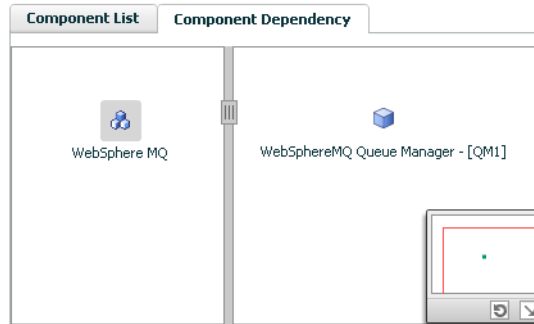 Component List
Component Dependency
WebSphere MQ
WebSphereMQ Queue Manager - [QM1]